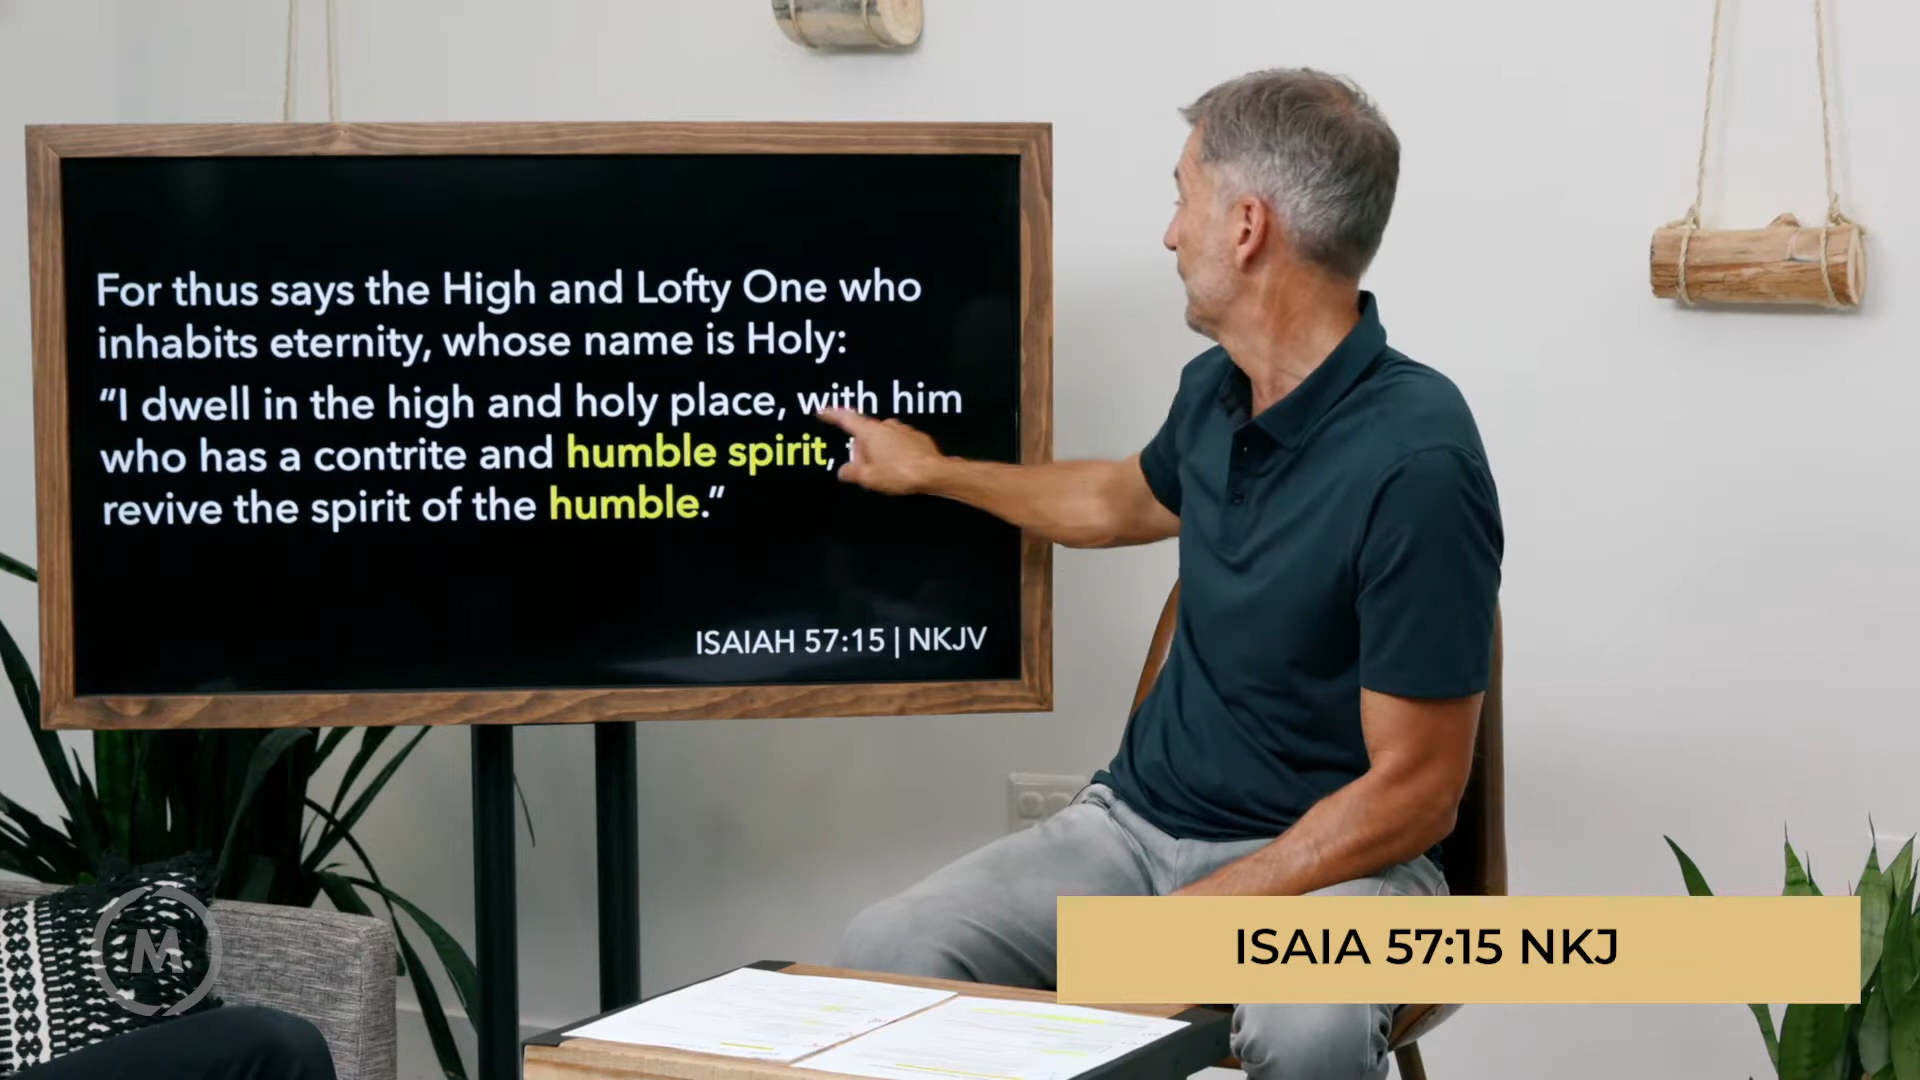 For thus says the High and Lofty One who
inhabits eternity, whose name is Holy:
“I dwell in the high and holy place, with him
who has a contrite and humble spirit,
revive the spirit of the humble.”
ISAIAH 57:15 | NKJV
M
ISAIA 57:15 NKJ